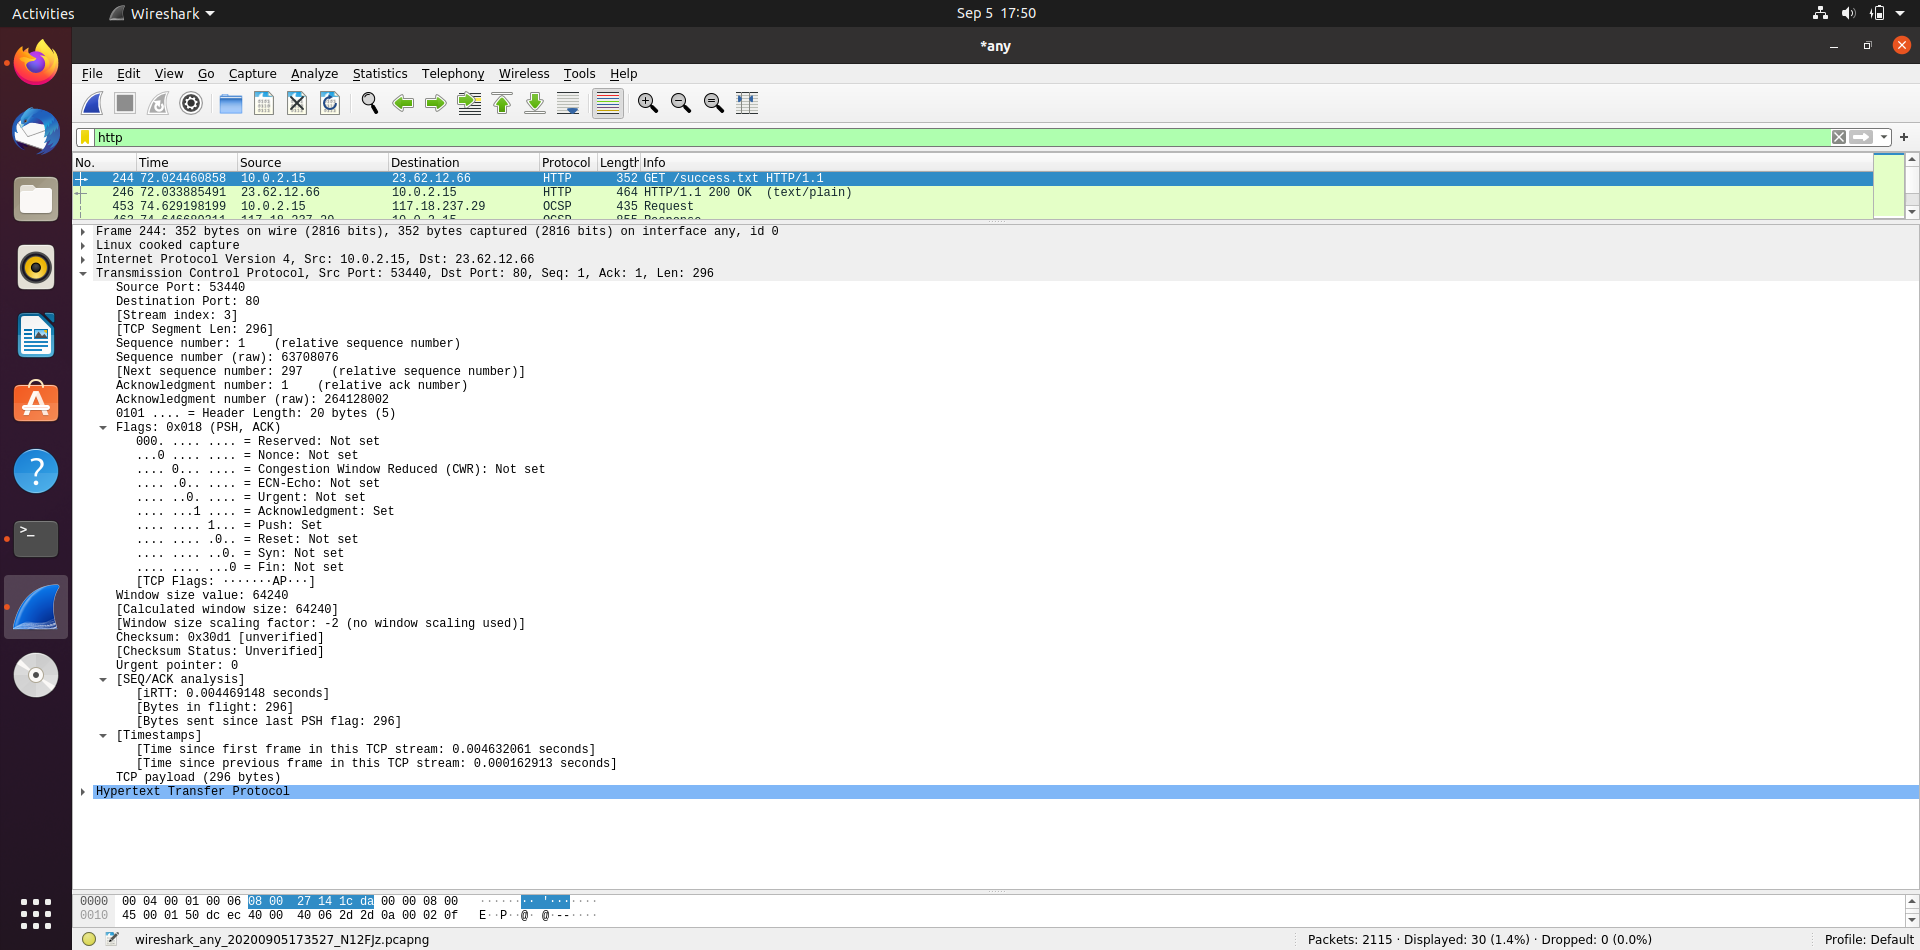 Activities Wireshark Sep 5 17:50
*any
File Edit View Go Capture Analyze Statistics Telephony Wireless Tools Help
http
No. Time Source Destination Protocol Length Info
244 72.024460858 10.0.2.15 23.62.12.66 HTTP 352 GET /success.txt HTTP/1.1
246 72.033885491 23.62.12.66 10.0.2.15 HTTP 464 HTTP/1.1 200 OK (text/plain)
453 74.629198199 10.0.2.15 117.18.237.29 OCSP 435 Request
117.18.237.29 10.0.2.15 OCSP 855 Response
Frame 244: 352 bytes on wire (2816 bits), 352 bytes captured (2816 bits) on interface any, id 0
Linux cooked capture
Internet Protocol Version 4, Src: 10.0.2.15, Dst: 23.62.12.66
Transmission Control Protocol, Src Port: 53440, Dst Port: 80, Seq: 1, Ack: 1, Len: 296
Source Port: 53440
Destination Port: 80
[Stream index: 3]
[TCP Segment Len: 296]
Sequence number: 1 (relative sequence number)
Sequence number (raw): 63708076
[Next sequence number: 297 (relative sequence number)]
Acknowledgment number: 1 (relative ack number)
Acknowledgment number (raw): 264128002
0101 .... = Header Length: 20 bytes (5)
Flags: 0x018 (PSH, ACK)
000. .... .... = Reserved: Not set
...0 .... .... = Nonce: Not set
.... 0... .... = Congestion Window Reduced (CWR): Not set
.... .0.. .... = ECN-Echo: Not set
.... ..0. .... = Urgent: Not set
.... ...1 .... = Acknowledgment: Set
.... .... 1... = Push: Set
.... .... .0.. = Reset: Not set
.... .... ..0. = Syn: Not set
.... .... ...0 = Fin: Not set
[TCP Flags: ·······AP···]
Window size value: 64240
[Calculated window size: 64240]
[Window size scaling factor: -2 (no window scaling used)]
Checksum: 0x30d1 [unverified]
[Checksum Status: Unverified]
Urgent pointer: 0
[SEQ/ACK analysis]
[iRTT: 0.004469148 seconds]
[Bytes in flight: 296]
[Bytes sent since last PSH flag: 296]
[Timestamps]
[Time since first frame in this TCP stream: 0.004632061 seconds]
[Time since previous frame in this TCP stream: 0.000162913 seconds]
TCP payload (296 bytes)
Hypertext Transfer Protocol
0000 00 04 00 01 00 06 08 00 27 14 1c da 00 00 08 00 ········ '·······
0010 45 00 01 50 dc ec 40 00 40 06 2d 2d 0a 00 02 0f E··P··@· @·--····
wireshark_any_20200905173527_N12FJz.pcapng Packets: 2115 · Displayed: 30 (1.4%) · Dropped: 0 (0.0%) Profile: Default